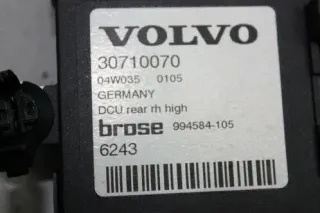 VOLVO
30710070
04W035 0105
GERMANY
DCU rear rh high
brose 994584-105
6243